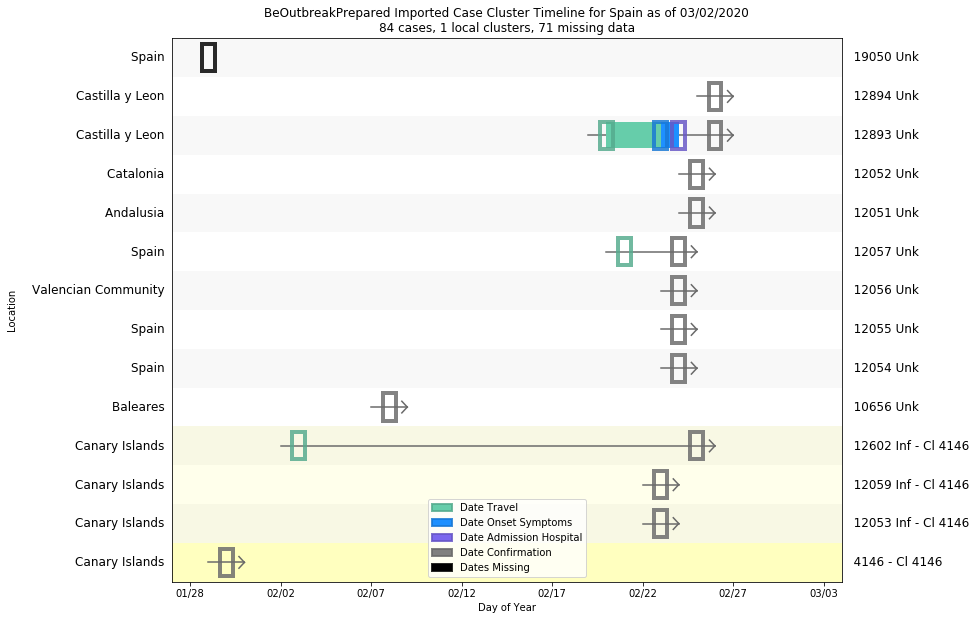 BeOutbreakPrepared Imported Case Cluster Timeline for Spain as of 03/02/2020
84 cases, 1 local clusters, 71 missing data
Spain 19050 Unk
Castilla y Leon 12894 Unk
Castilla y Leon 12893 Unk
Catalonia 12052 Unk
Andalusia 12051 Unk
Spain 12057 Unk
Valencian Community 12056 Unk
Spain 12055 Unk
Spain 12054 Unk
Baleares 10656 Unk
Canary Islands 12602 Inf - Cl 4146
Canary Islands 12059 Inf - Cl 4146
Canary Islands 12053 Inf - Cl 4146
Canary Islands 4146 - Cl 4146
Location
Date Travel
Date Onset Symptoms
Date Admission Hospital
Date Confirmation
Dates Missing
01/28 02/02 02/07 02/12 02/17 02/22 02/27 03/03
Day of Year